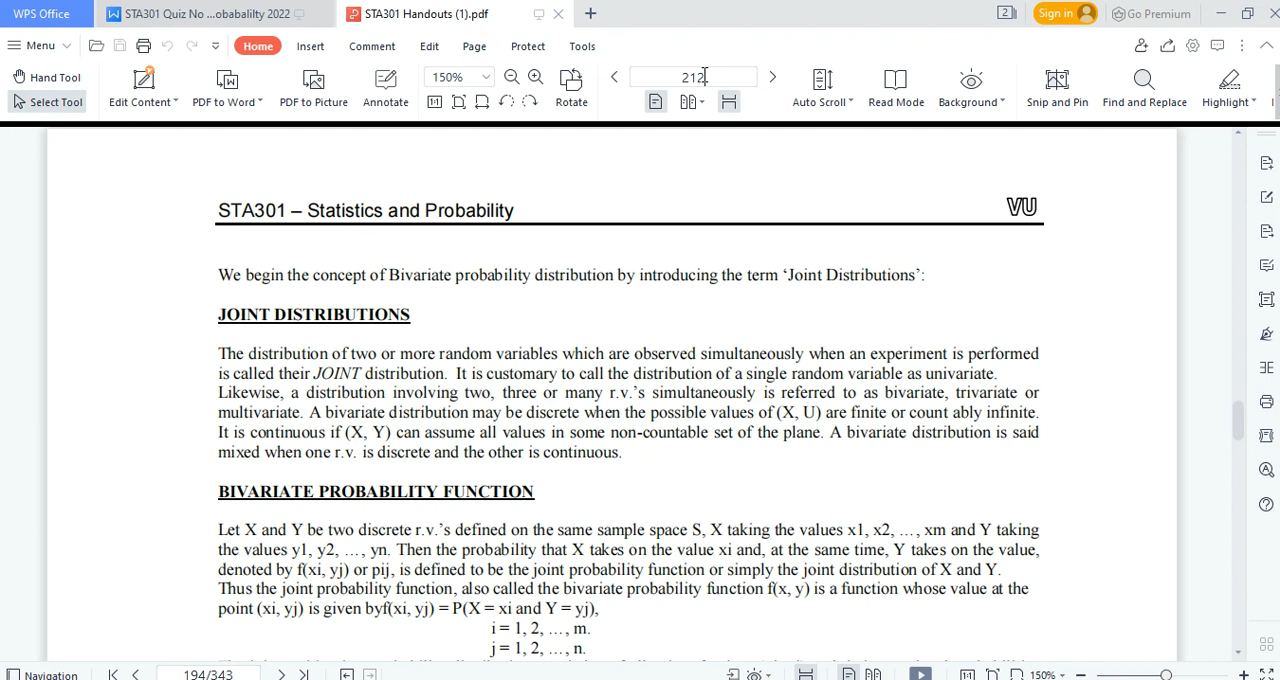 WPS Office
STA301 Quiz No ...obabalilty 2022
STA301 Handouts (1).pdf
2
Sign in
Go Premium
Menu
Home
Insert
Comment
Edit
Page
Protect
Tools
Hand Tool
Select Tool
Edit Content
PDF to Word
PDF to Picture
Annotate
150%
Rotate
212
Auto Scroll
Read Mode
Background
Snip and Pin
Find and Replace
Highlight
STA301 – Statistics and Probability
VU
We begin the concept of Bivariate probability distribution by introducing the term ‘Joint Distributions’:
JOINT DISTRIBUTIONS
The distribution of two or more random variables which are observed simultaneously when an experiment is performed
is called their JOINT distribution. It is customary to call the distribution of a single random variable as univariate.
Likewise, a distribution involving two, three or many r.v.’s simultaneously is referred to as bivariate, trivariate or
multivariate. A bivariate distribution may be discrete when the possible values of (X, U) are finite or count ably infinite.
It is continuous if (X, Y) can assume all values in some non-countable set of the plane. A bivariate distribution is said
mixed when one r.v. is discrete and the other is continuous.
BIVARIATE PROBABILITY FUNCTION
Let X and Y be two discrete r.v.’s defined on the same sample space S, X taking the values x1, x2, …, xm and Y taking
the values y1, y2, …, yn. Then the probability that X takes on the value xi and, at the same time, Y takes on the value,
denoted by f(xi, yj) or pij, is defined to be the joint probability function or simply the joint distribution of X and Y.
Thus the joint probability function, also called the bivariate probability function f(x, y) is a function whose value at the
point (xi, yj) is given byf(xi, yj) = P(X = xi and Y = yj),
i = 1, 2, …, m.
j = 1, 2, …, n.
Navigation
194/343
150%